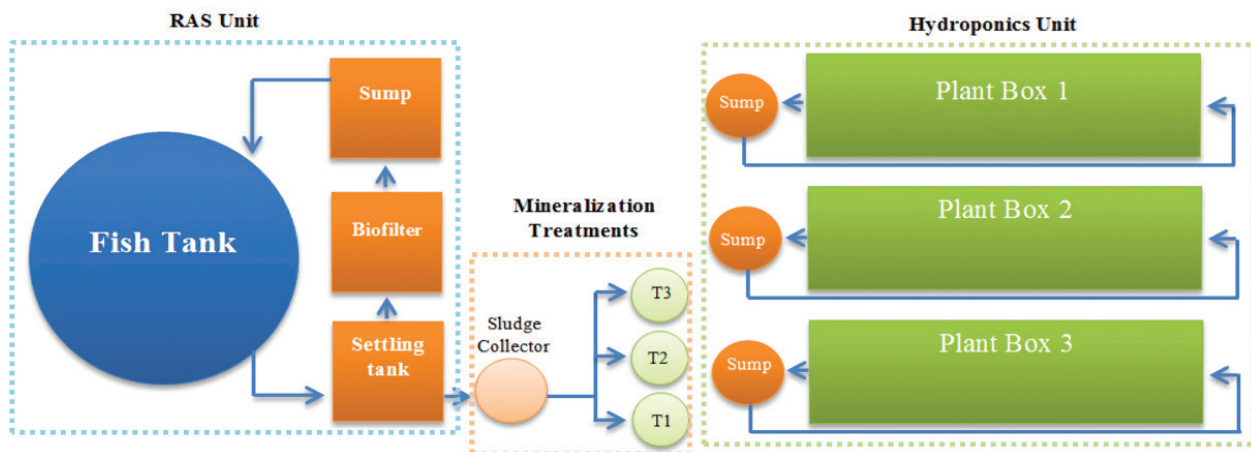 RAS Unit
Sump
Biofilter
Fish Tank
Settling
tank
Mineralization
Treatments
Sludge
Collector
T3
T2
T1
Hydroponics Unit
Sump
Plant Box 1
Sump
Plant Box 2
Sump
Plant Box 3